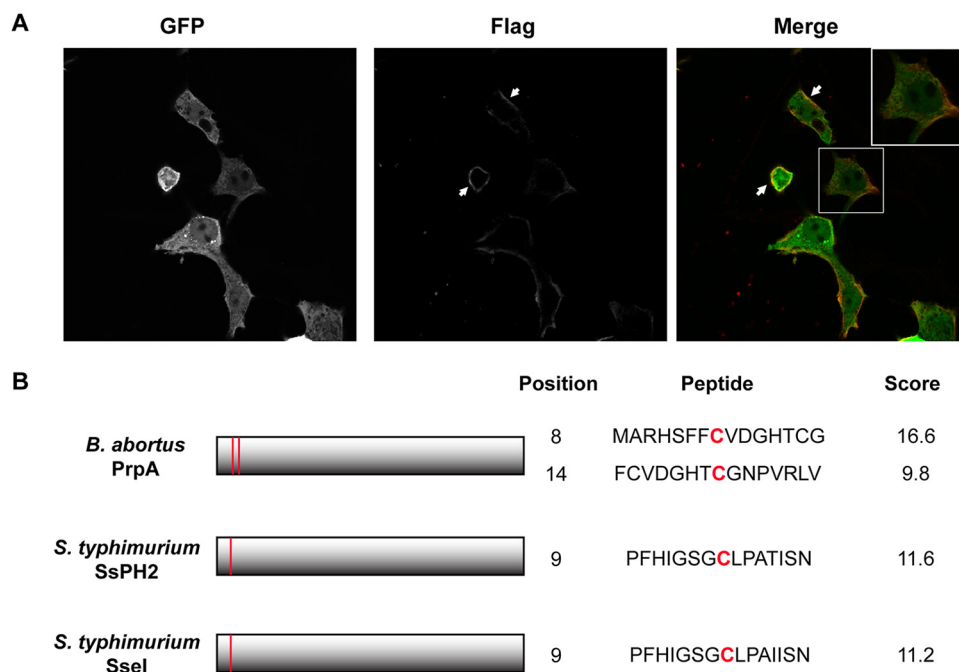 A
GFP Flag Merge
B
Position Peptide Score
B. abortus
PrpA
8 MARHSFFCVDGHTCG 16.6
14 FCVDGHTCGNPVRLV 9.8
S. typhimurium
SsPH2
9 PFHIGSGCLPATISN 11.6
S. typhimurium
SseI
9 PFHIGSGCLPAIISN 11.2